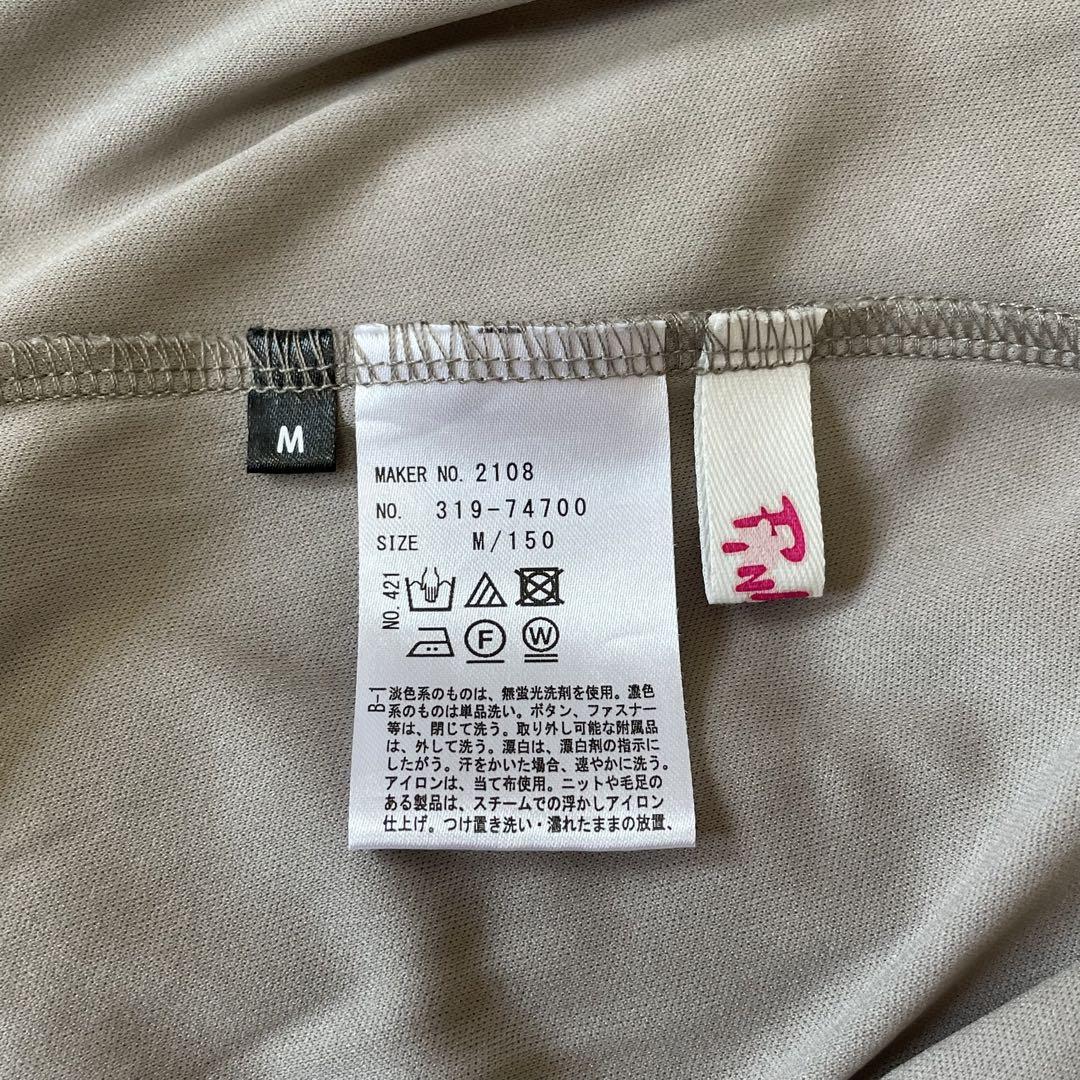 M
MAKER NO. 2108
NO. 319-74700
SIZE M/150
NO. 421
F
W
B-1
淡色系のものは、無蛍光洗剤を使用。濃色
系のものは単品洗い。ボタン、ファスナー
等は、閉じて洗う。取り外し可能な附属品
は、外して洗う。漂白は、漂白剤の指示に
したがう。汗をかいた場合、速やかに洗う。
アイロンは、当て布使用。ニットや毛足の
ある製品は、スチームでの浮かしアイロン
仕上げ。つけ置き洗い・濡れたままの放置、